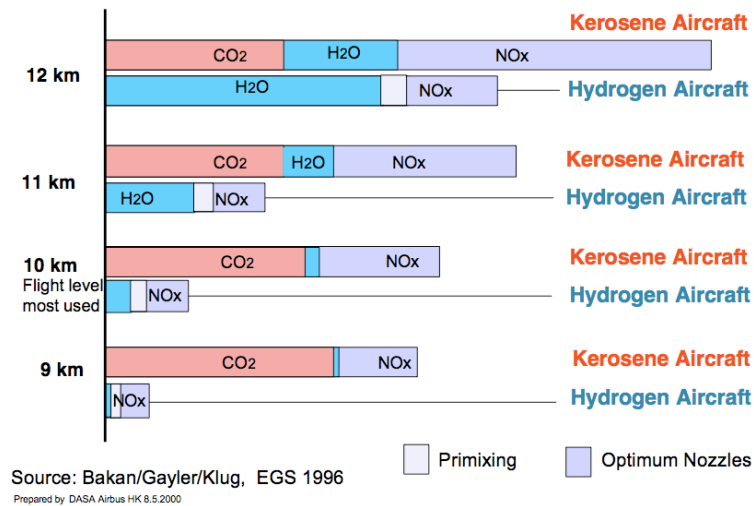 Kerosene Aircraft
CO2 H2O NOx
12 km
H2O NOx Hydrogen Aircraft
CO2 H2O NOx Kerosene Aircraft
11 km
H2O NOx Hydrogen Aircraft
CO2 NOx Kerosene Aircraft
10 km
Flight level
most used
NOx Hydrogen Aircraft
CO2 NOx Kerosene Aircraft
9 km
NOx Hydrogen Aircraft
Primixing Optimum Nozzles
Source: Bakan/Gayler/Klug, EGS 1996
Prepared by DASA Airbus HK 8.5.2000